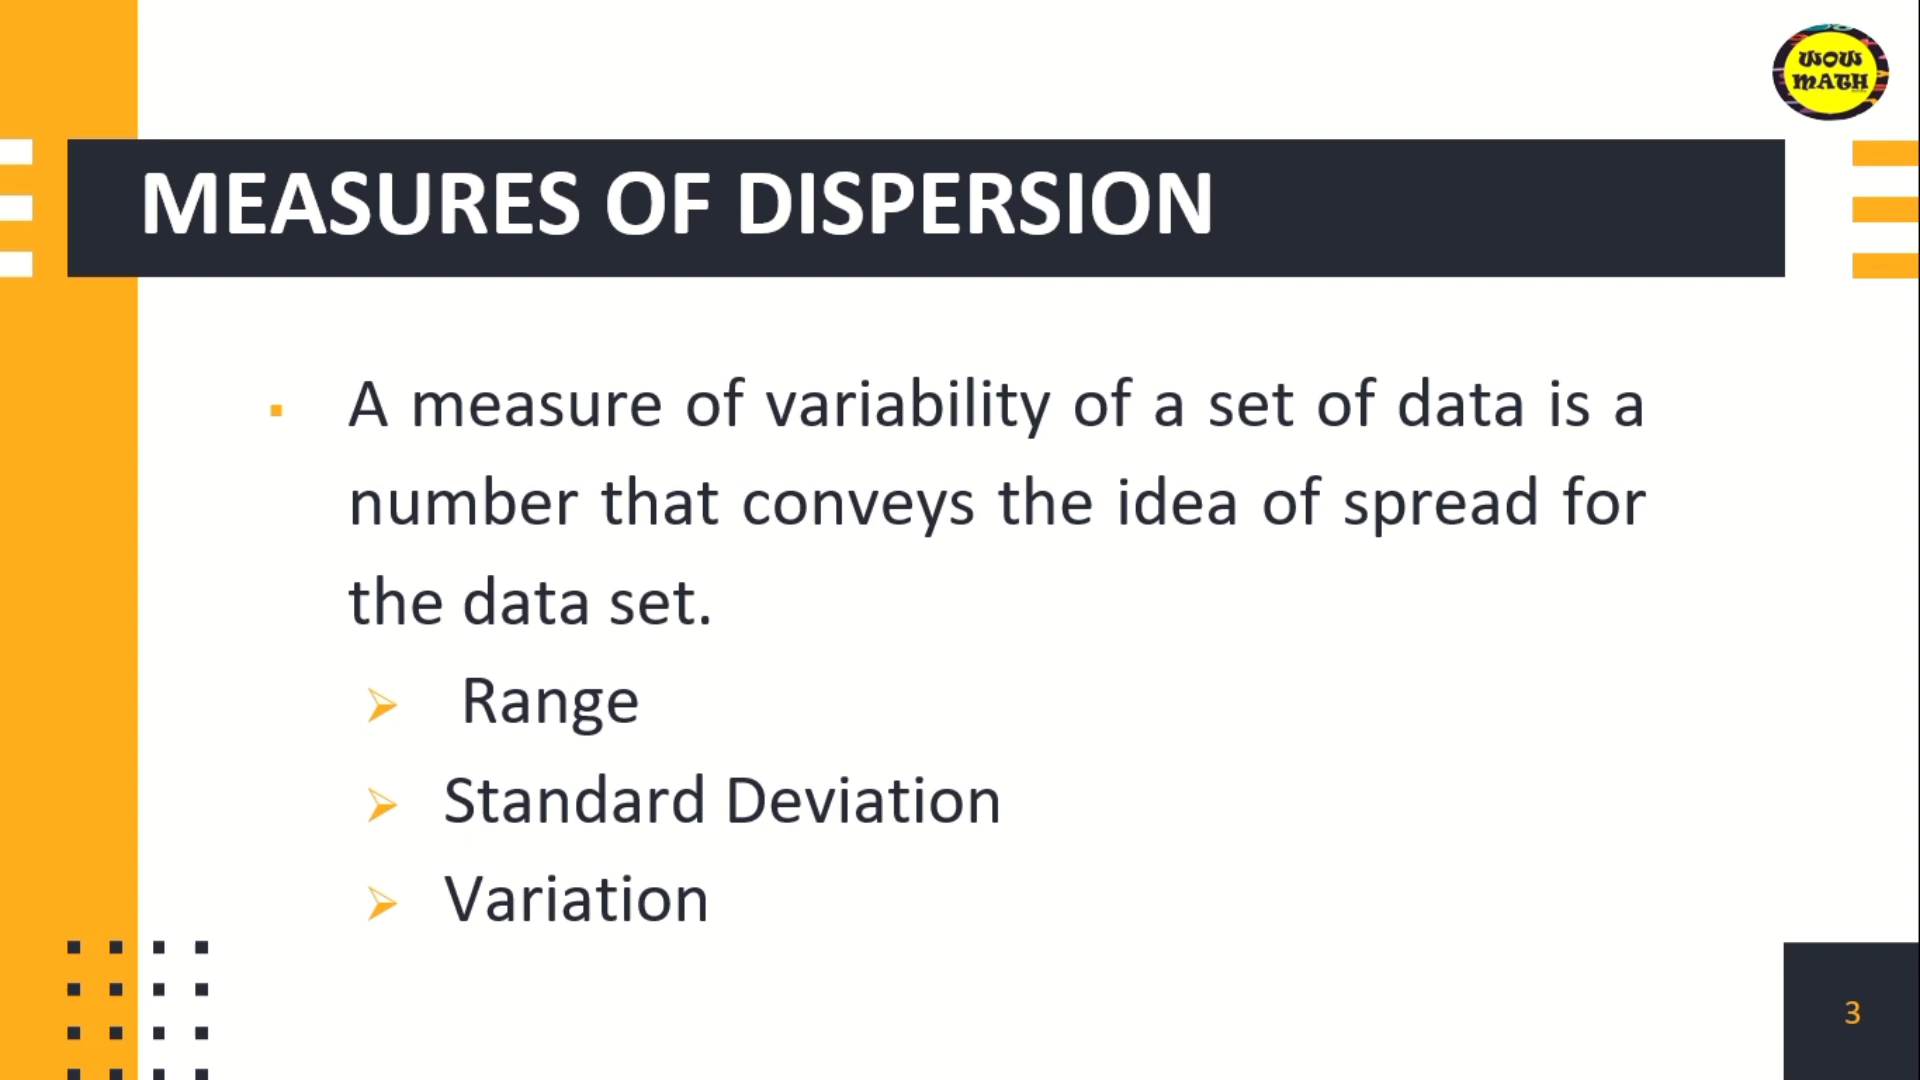 WOW
MATH
MEASURES OF DISPERSION
A measure of variability of a set of data is a
number that conveys the idea of spread for
the data set.
Range
Standard Deviation
Variation
3